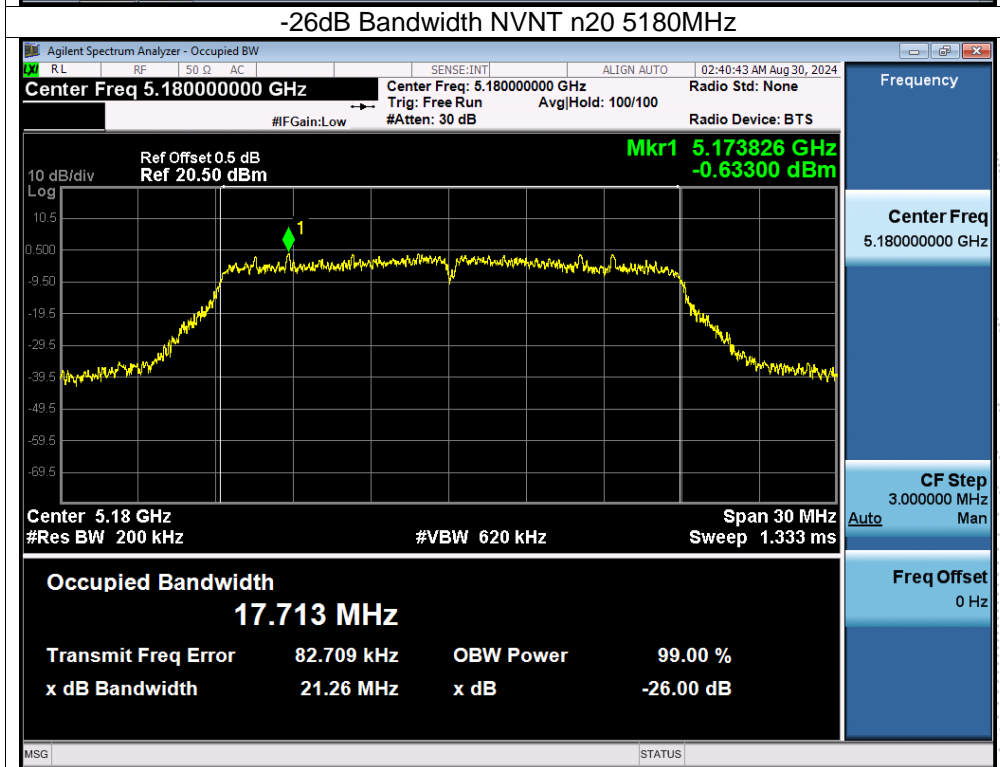 -26dB Bandwidth NVNT n20 5180MHz
Agilent Spectrum Analyzer - Occupied BW
LXI RL RF 50 Ω AC SENSE:INT ALIGN AUTO 02:40:43 AM Aug 30, 2024
Center Freq 5.180000000 GHz
Center Freq: 5.180000000 GHz Radio Std: None
Trig: Free Run Avg|Hold: 100/100
#IFGain:Low #Atten: 30 dB Radio Device: BTS
Frequency
Mkr1 5.173826 GHz
-0.63300 dBm
Ref Offset 0.5 dB
10 dB/div Ref 20.50 dBm
Log
10.5
0.500
-9.50
-19.5
-29.5
-39.5
-49.5
-59.5
-69.5
1
Center Freq
5.180000000 GHz
Center 5.18 GHz Span 30 MHz
#Res BW 200 kHz #VBW 620 kHz Sweep 1.333 ms
CF Step
3.000000 MHz
Auto Man
Freq Offset
0 Hz
Occupied Bandwidth
17.713 MHz
Transmit Freq Error 82.709 kHz OBW Power 99.00 %
x dB Bandwidth 21.26 MHz x dB -26.00 dB
MSG STATUS